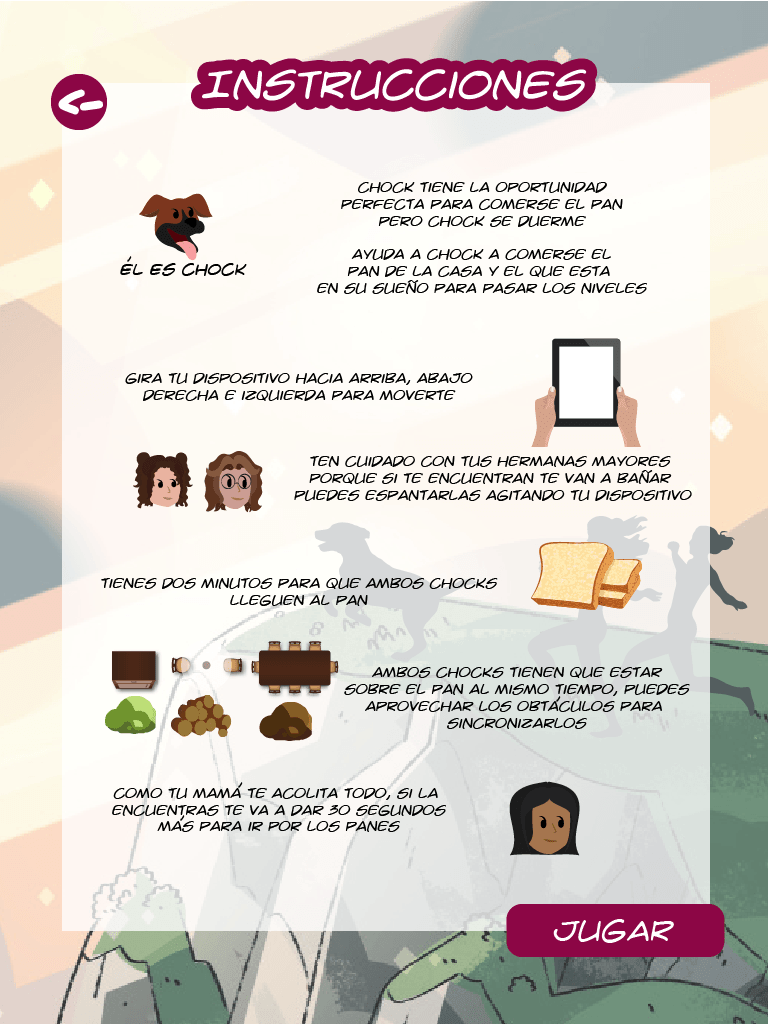 INSTRUCCIONES
<-
ÉL ES CHOCK
CHOCK TIENE LA OPORTUNIDAD
PERFECTA PARA COMERSE EL PAN
PERO CHOCK SE DUERME
AYUDA A CHOCK A COMERSE EL
PAN DE LA CASA Y EL QUE ESTA
EN SU SUEÑO PARA PASAR LOS NIVELES
GIRA TU DISPOSITIVO HACIA ARRIBA, ABAJO
DERECHA E IZQUIERDA PARA MOVERTE
TEN CUIDADO CON TUS HERMANAS MAYORES
PORQUE SI TE ENCUENTRAN TE VAN A BAÑAR
PUEDES ESPANTARLAS AGITANDO TU DISPOSITIVO
TIENES DOS MINUTOS PARA QUE AMBOS CHOCKS
LLEGUEN AL PAN
AMBOS CHOCKS TIENEN QUE ESTAR
SOBRE EL PAN AL MISMO TIEMPO, PUEDES
APROVECHAR LOS OBTÁCULOS PARA
SINCRONIZARLOS
COMO TU MAMÁ TE ACOLITA TODO, SI LA
ENCUENTRAS TE VA A DAR 30 SEGUNDOS
MÁS PARA IR POR LOS PANES
JUGAR